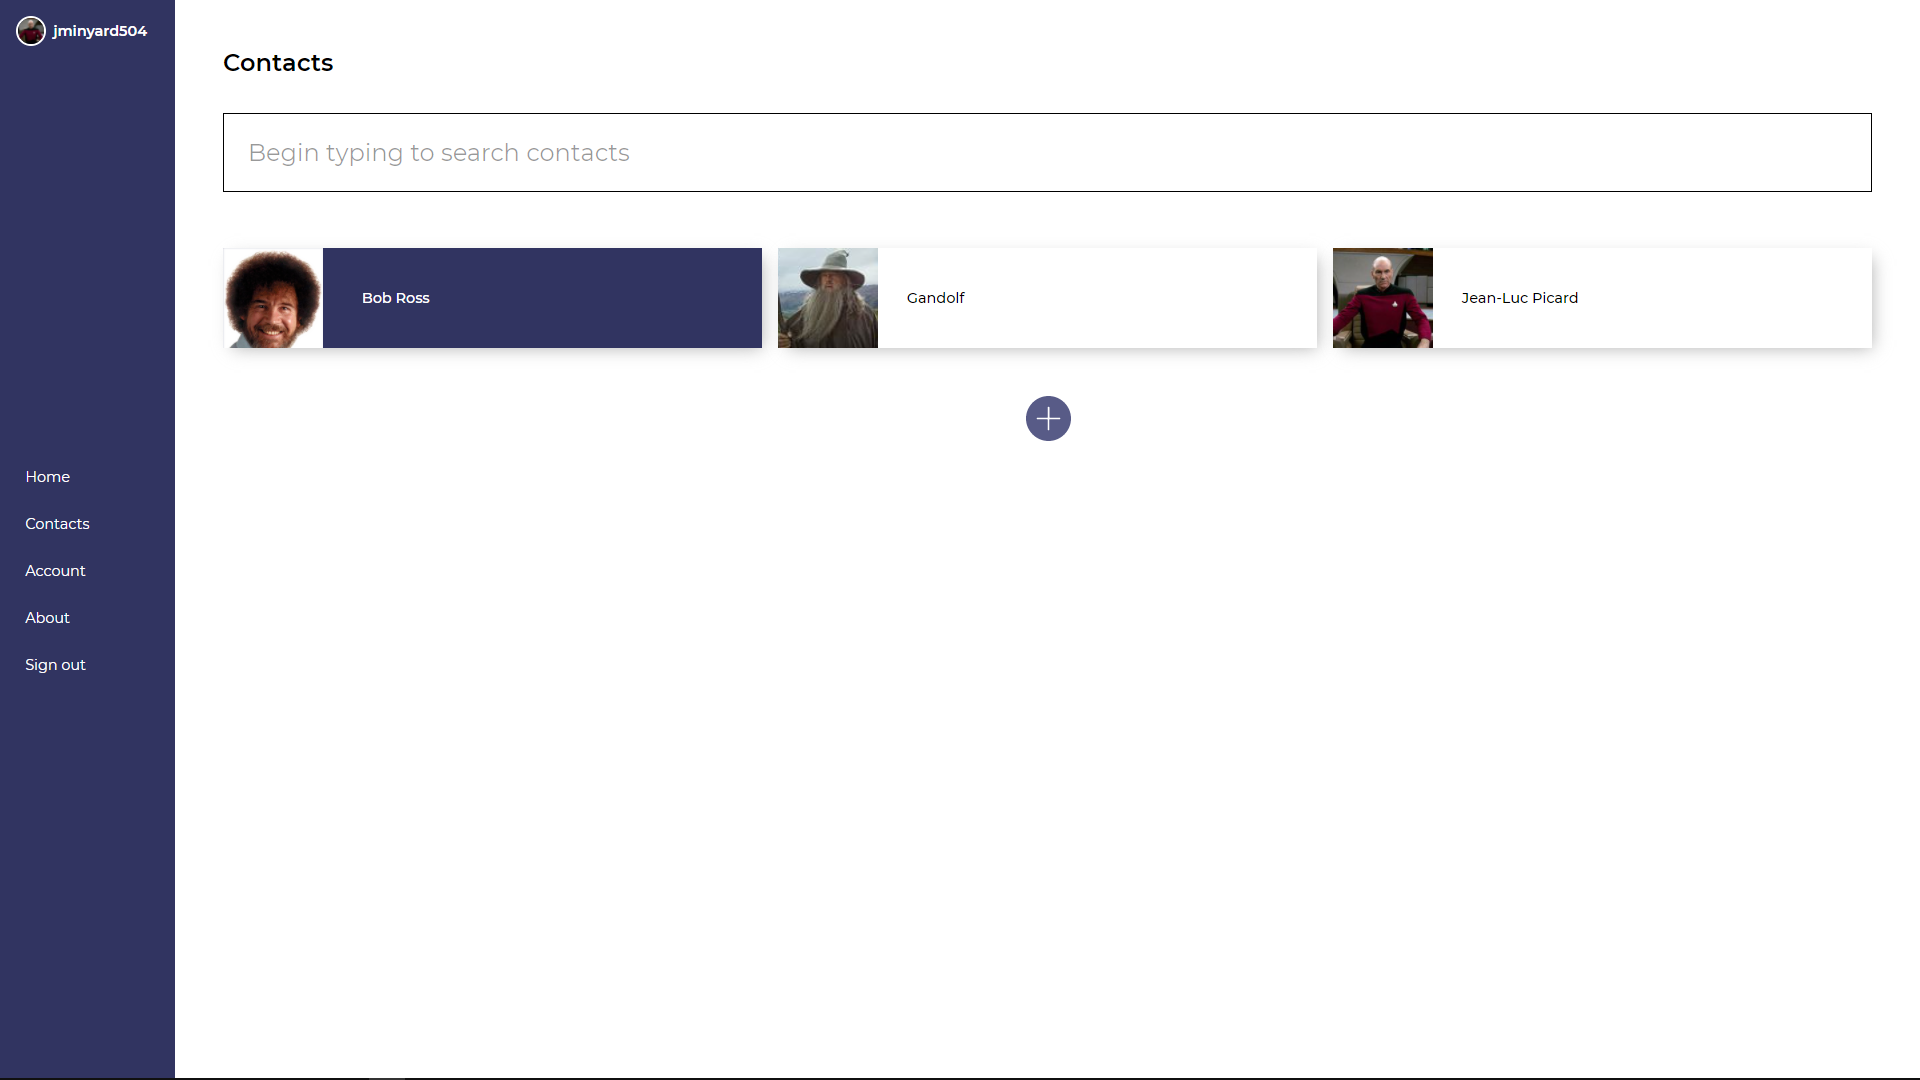 jminyard504
Contacts
Begin typing to search contacts
Bob Ross
Gandolf
Jean-Luc Picard
Home
Contacts
Account
About
Sign out